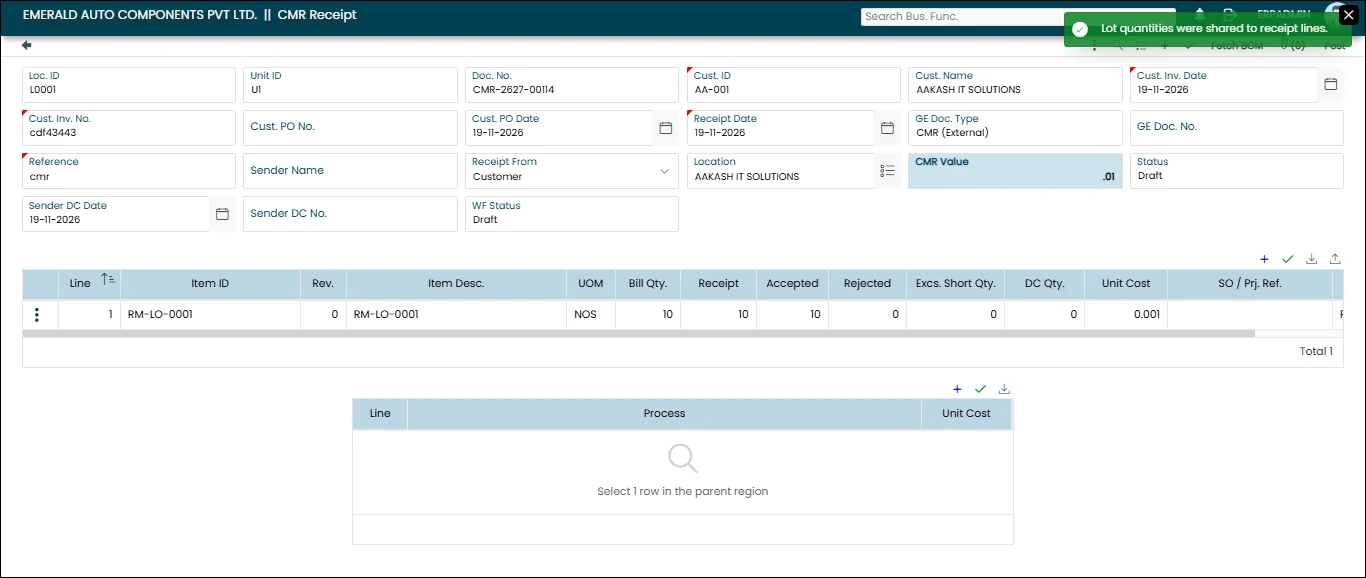 EMERALD AUTO COMPONENTS PVT LTD. || CMR Receipt
Search Bus. Func.
ERPADMIN
Lot quantities were shared to receipt lines.
Fetch BOM (0) Post
Loc. ID
L0001
Unit ID
U1
Doc. No.
CMR-2627-00114
Cust. ID
AA-001
Cust. Name
AAKASH IT SOLUTIONS
Cust. Inv. Date
19-11-2026
Cust. Inv. No.
cdf43443
Cust. PO No.
Cust. PO Date
19-11-2026
Receipt Date
19-11-2026
GE Doc. Type
CMR (External)
GE Doc. No.
Reference
cmr
Sender Name
Receipt From
Customer
Location
AAKASH IT SOLUTIONS
CMR Value
.01
Status
Draft
Sender DC Date
19-11-2026
Sender DC No.
WF Status
Draft
Line Item ID Rev. Item Desc. UOM Bill Qty. Receipt Accepted Rejected Excs. Short Qty. DC Qty. Unit Cost SO / Prj. Ref.
1 RM-LO-0001 0 RM-LO-0001 NOS 10 10 10 0 0 0 0.001
Total 1
Line Process Unit Cost
Select 1 row in the parent region